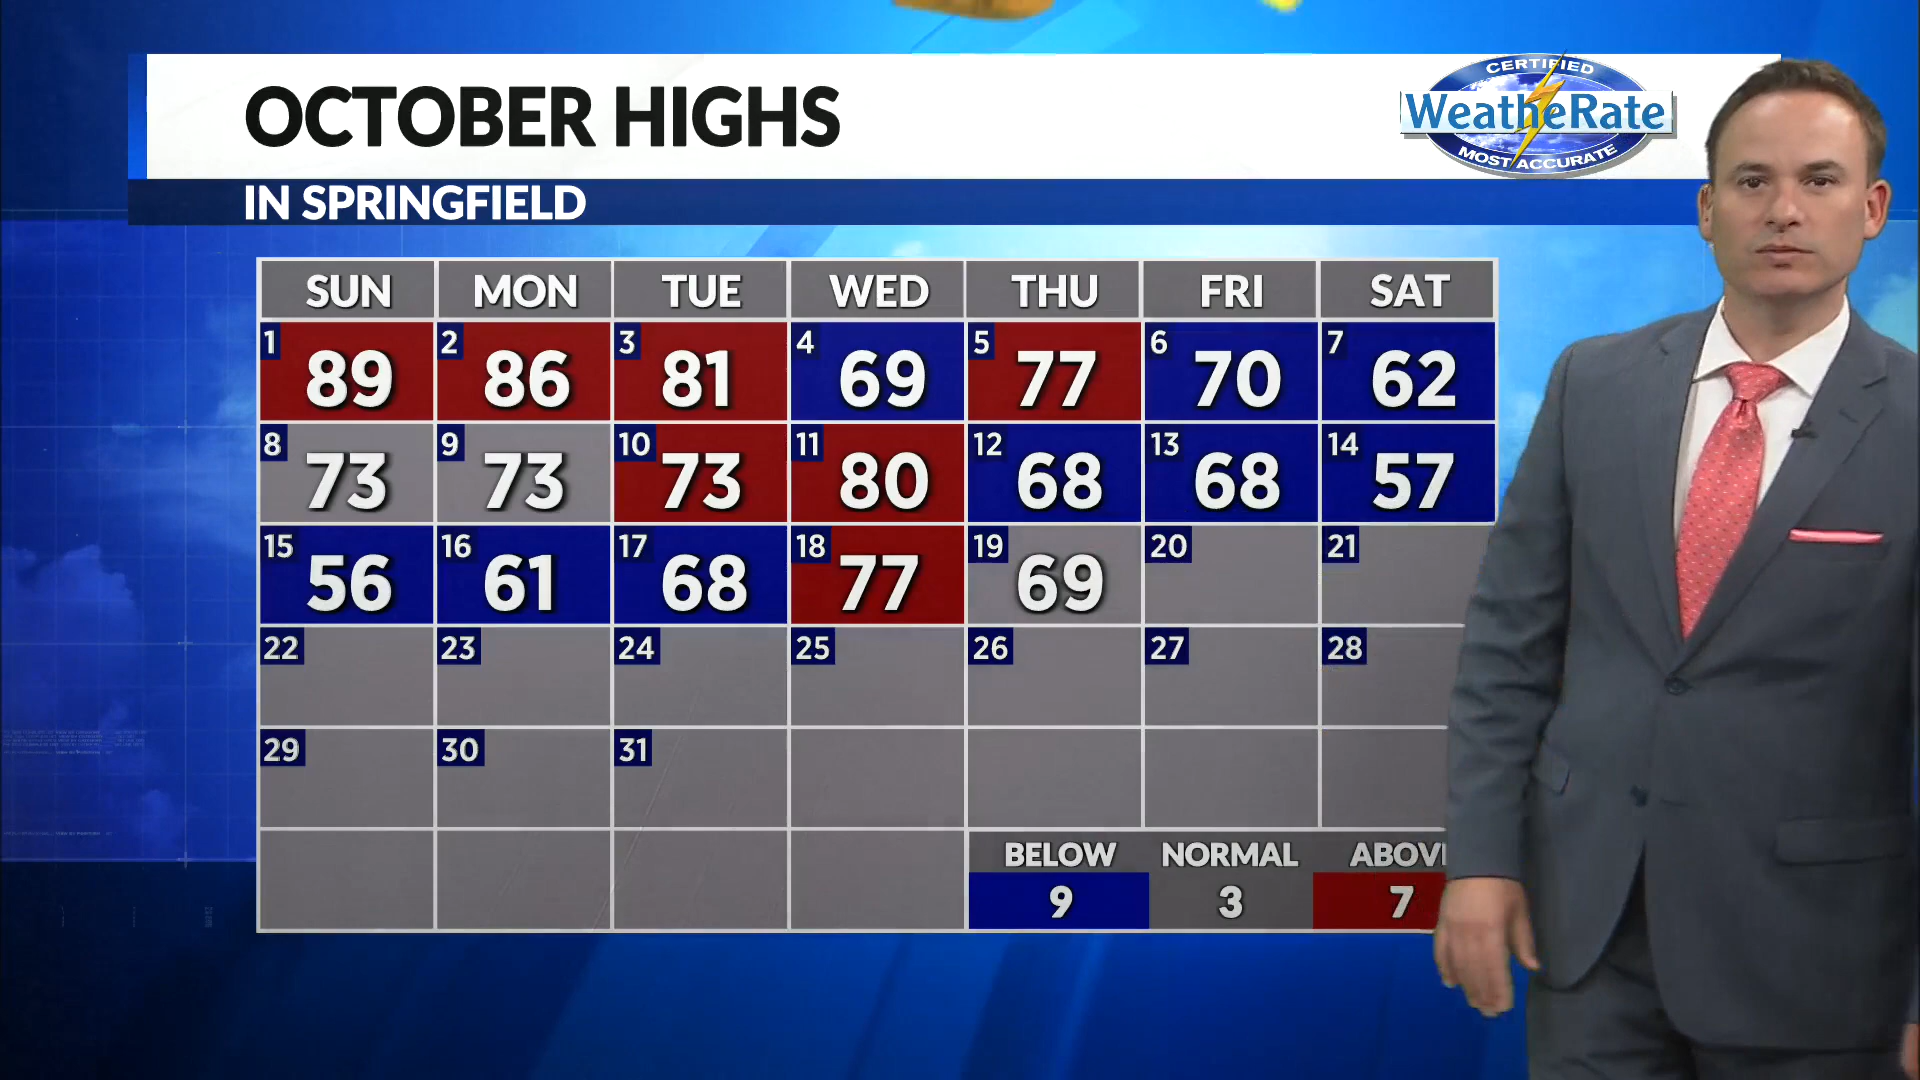 OCTOBER HIGHS
CERTIFIED
WeatheRate
MOST ACCURATE
IN SPRINGFIELD
SUN MON TUE WED THU FRI SAT
1 2 3 4 5 6 7
89 86 81 69 77 70 62
8 9 10 11 12 13 14
73 73 73 80 68 68 57
15 16 17 18 19 20 21
56 61 68 77 69
22 23 24 25 26 27 28
29 30 31
BELOW NORMAL ABOV
9 3 7